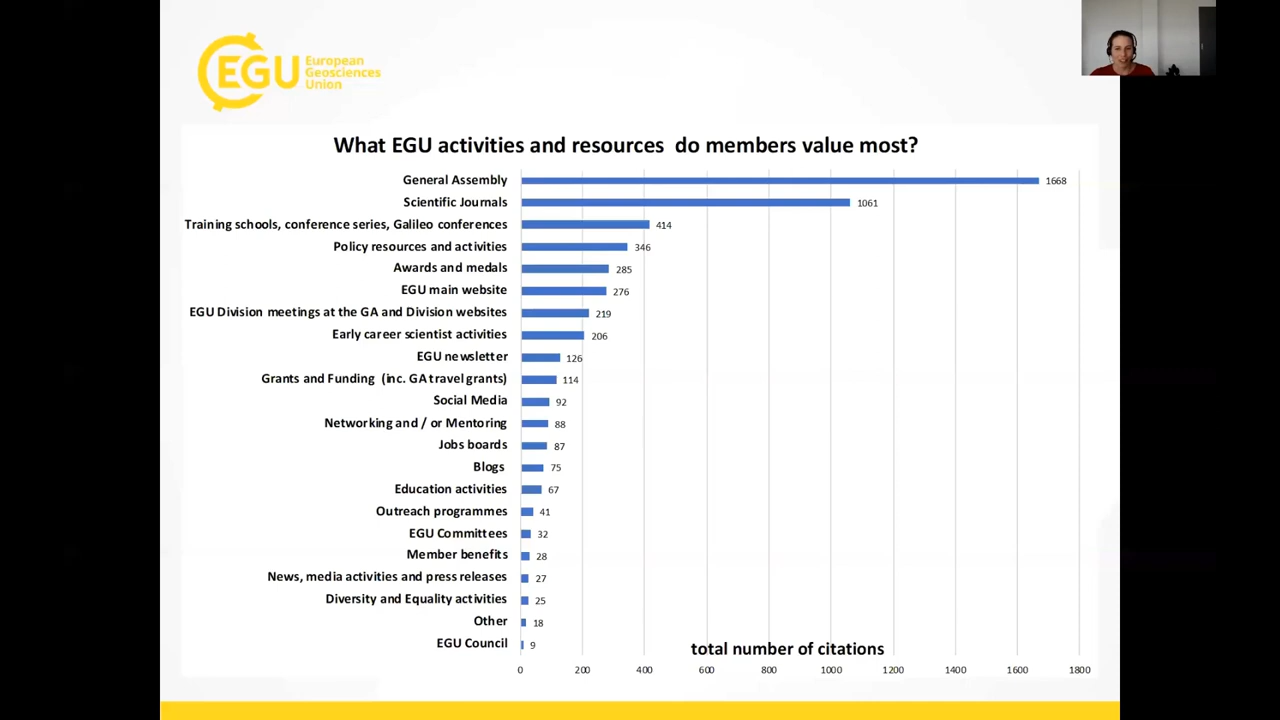 EGU
European
Geosciences
Union
What EGU activities and resources do members value most?
General Assembly 1668
Scientific Journals 1061
Training schools, conference series, Galileo conferences 414
Policy resources and activities 346
Awards and medals 285
EGU main website 276
EGU Division meetings at the GA and Division websites 219
Early career scientist activities 206
EGU newsletter 126
Grants and Funding (inc. GA travel grants) 114
Social Media 92
Networking and / or Mentoring 88
Jobs boards 87
Blogs 75
Education activities 67
Outreach programmes 41
EGU Committees 32
Member benefits 28
News, media activities and press releases 27
Diversity and Equality activities 25
Other 18
EGU Council 9
total number of citations
0 200 400 600 800 1000 1200 1400 1600 1800